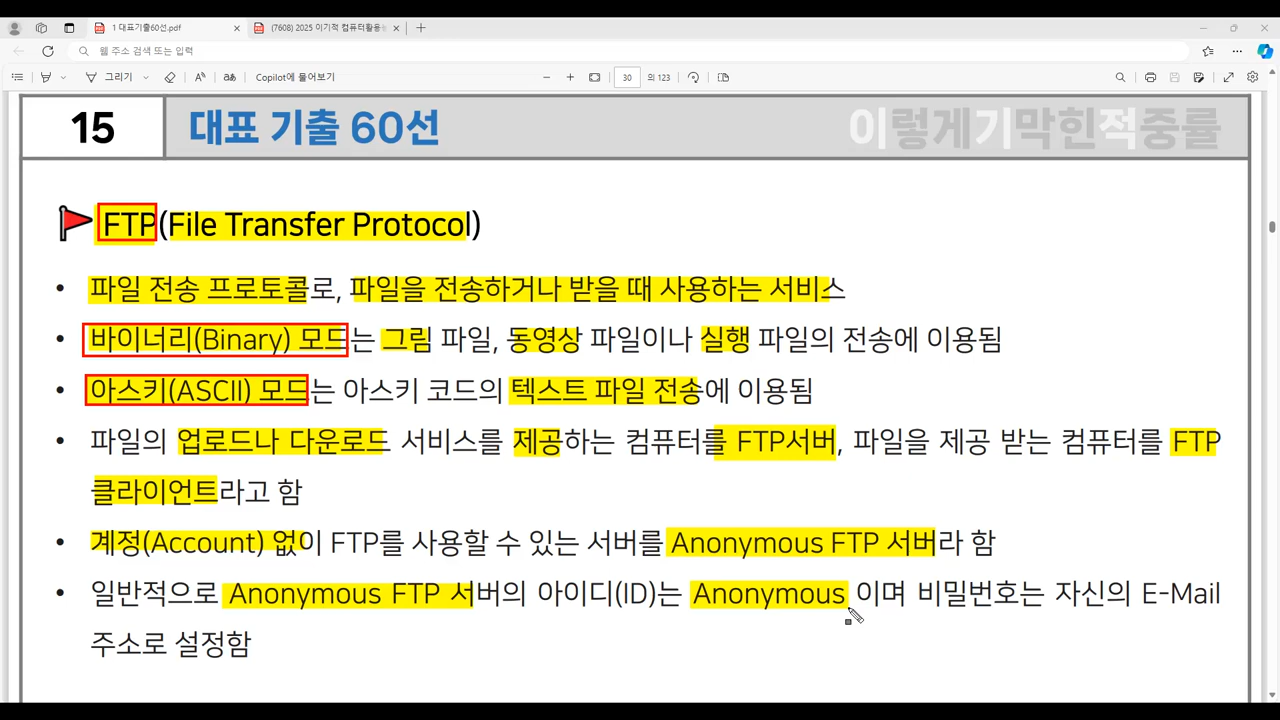 1 대표기출60선.pdf
(7608) 2025 이기적 컴퓨터활용능
웹 주소 검색 또는 입력
그리기
Copilot에 물어보기
30 의 123
15 대표 기출 60선 이렇게기막힌적중률
FTP(File Transfer Protocol)
• 파일 전송 프로토콜로, 파일을 전송하거나 받을 때 사용하는 서비스
• 바이너리(Binary) 모드는 그림 파일, 동영상 파일이나 실행 파일의 전송에 이용됨
• 아스키(ASCII) 모드는 아스키 코드의 텍스트 파일 전송에 이용됨
• 파일의 업로드나 다운로드 서비스를 제공하는 컴퓨터를 FTP서버, 파일을 제공 받는 컴퓨터를 FTP
클라이언트라고 함
• 계정(Account) 없이 FTP를 사용할 수 있는 서버를 Anonymous FTP 서버라 함
• 일반적으로 Anonymous FTP 서버의 아이디(ID)는 Anonymous 이며 비밀번호는 자신의 E-Mail
주소로 설정함